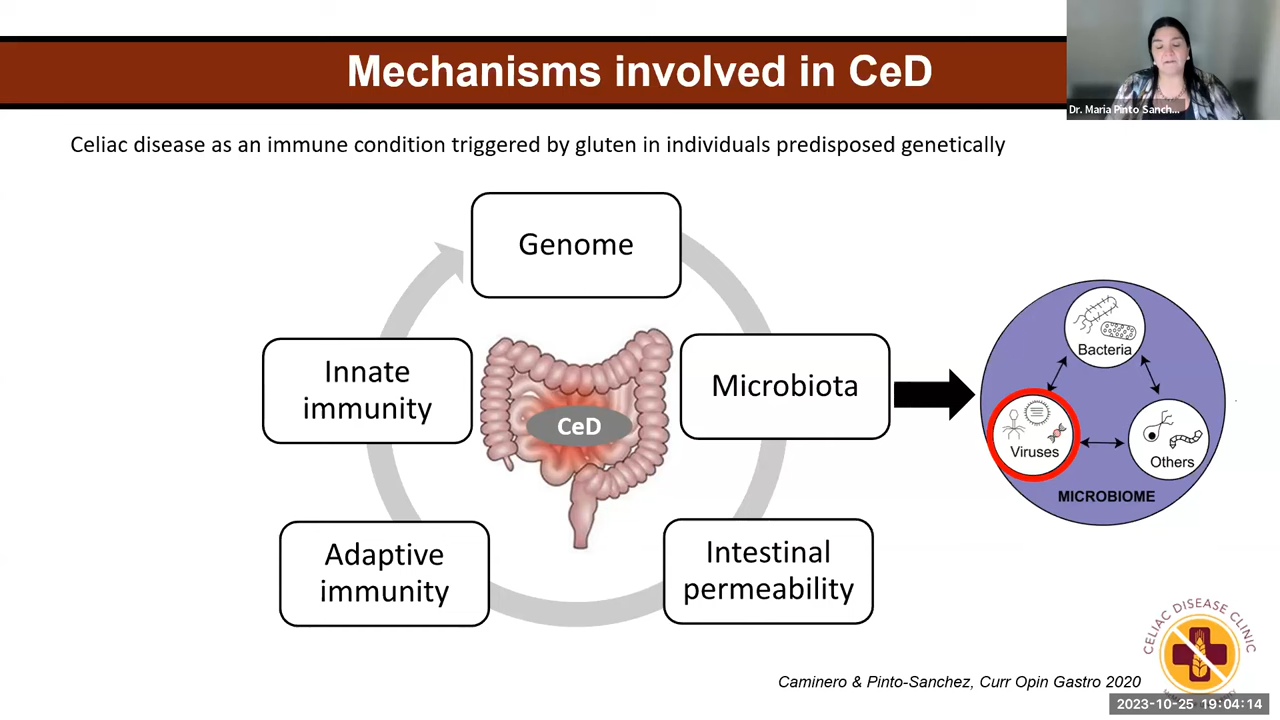 Mechanisms involved in CeD
Dr. Maria Pinto Sanch...
Celiac disease as an immune condition triggered by gluten in individuals predisposed genetically
Genome
Innate
immunity
Microbiota
CeD
Adaptive
immunity
Intestinal
permeability
Bacteria
Viruses
Others
MICROBIOME
CELIAC DISEASE CLINIC
Caminero & Pinto-Sanchez, Curr Opin Gastro 2020
2023-10-25 19:04:14